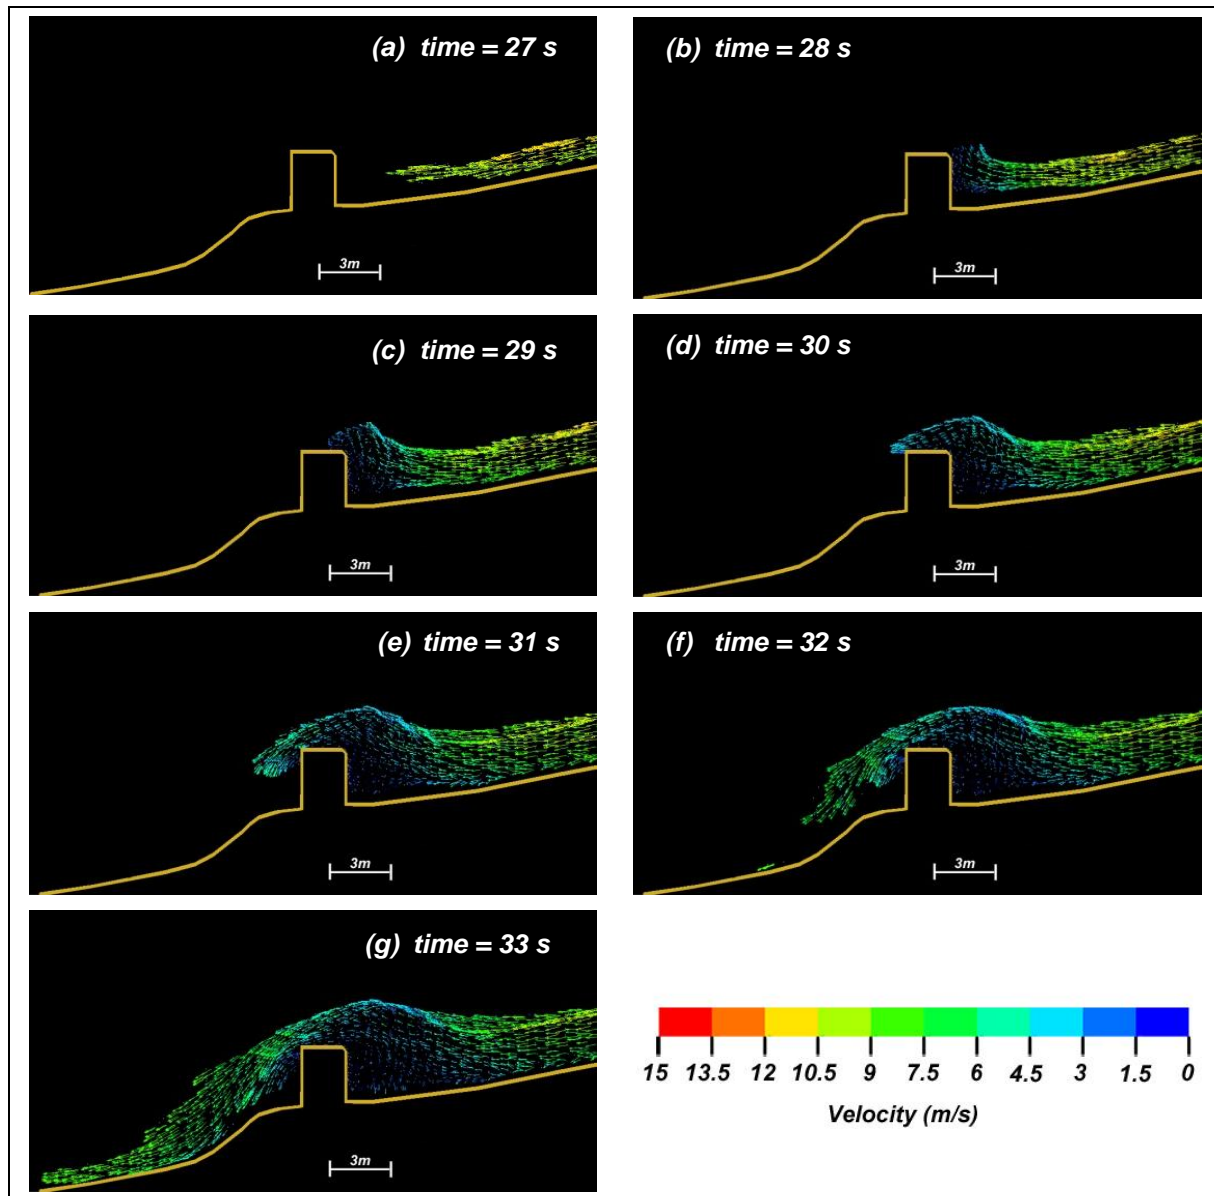 (a) time = 27 s
3m
(b) time = 28 s
3m
(c) time = 29 s
3m
(d) time = 30 s
3m
(e) time = 31 s
3m
(f) time = 32 s
3m
(g) time = 33 s
15 13.5 12 10.5 9 7.5 6 4.5 3 1.5 0
Velocity (m/s)